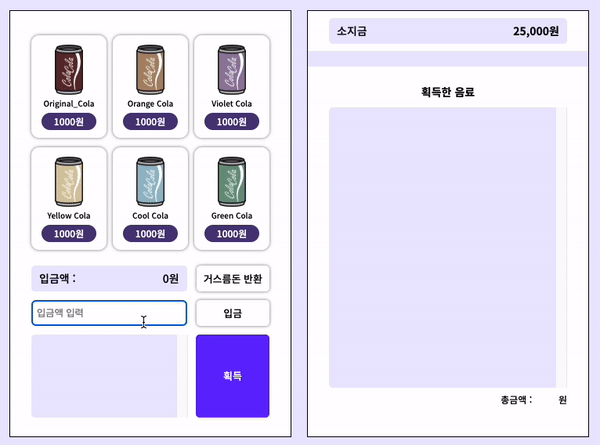 Cola Cola
Cola Cola
Cola Cola
Original_Cola
Orange Cola
Violet Cola
1000원
1000원
1000원
Cola Cola
Cola Cola
Cola Cola
Yellow Cola
Cool Cola
Green Cola
1000원
1000원
1000원
입금액 :
0원
거스름돈 반환
입금액 입력
입금
획득
소지금
25,000원
획득한 음료
총금액 :
원